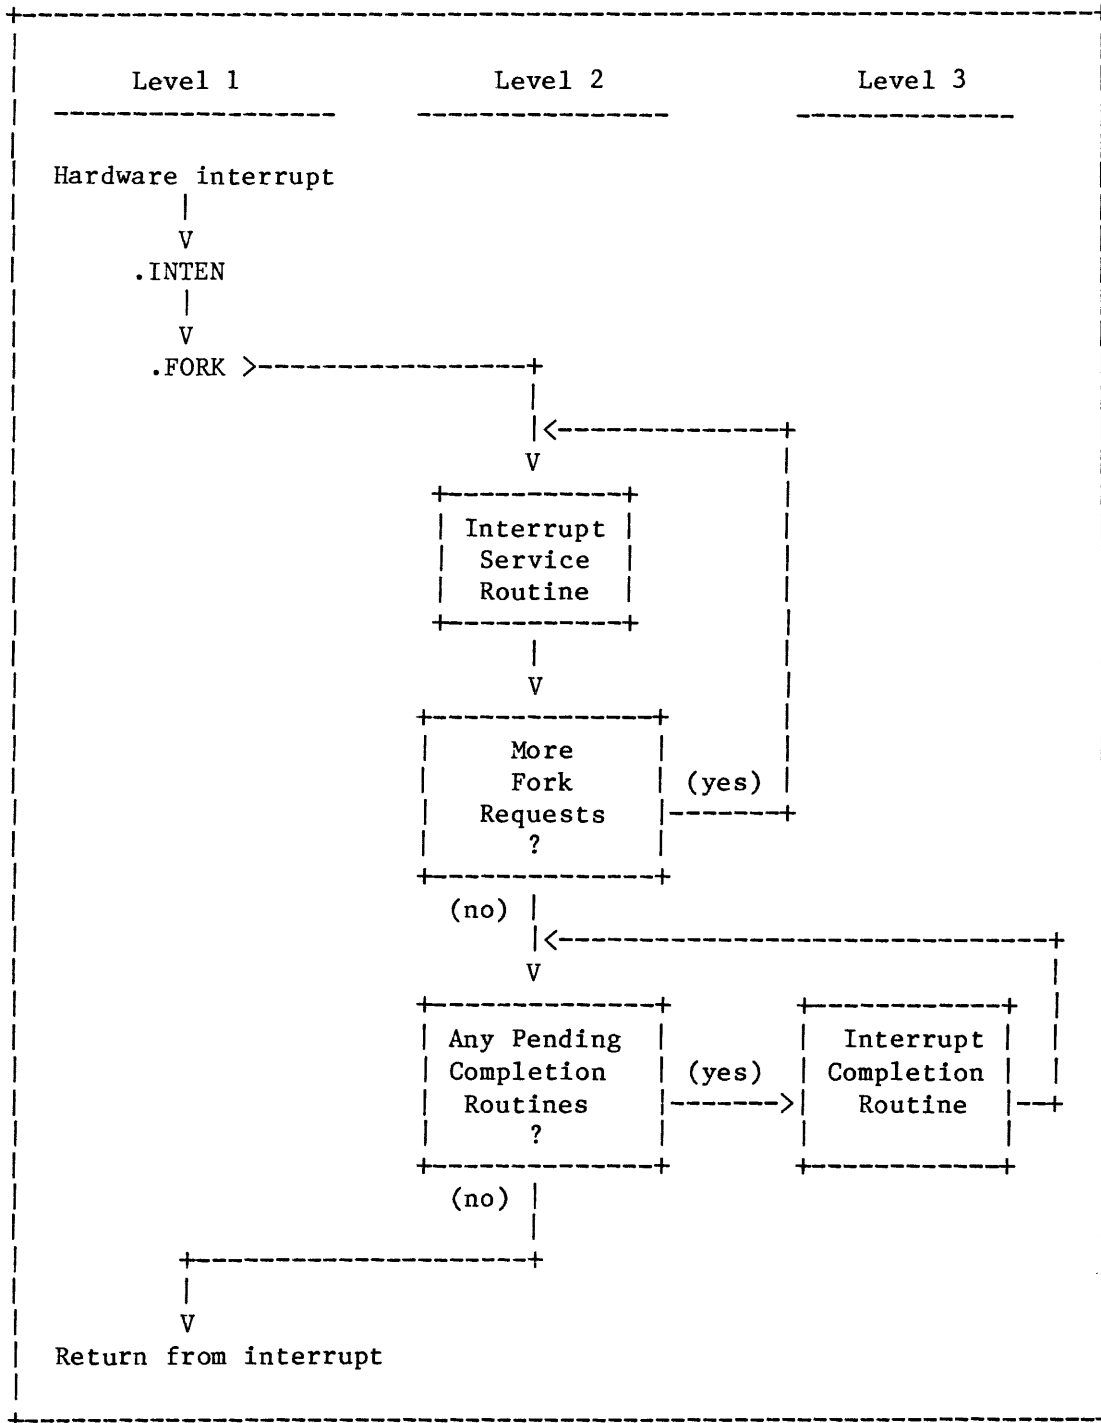 Level 1 Level 2 Level 3
Hardware interrupt
V
.INTEN
V
.FORK >
<
V
Interrupt
Service
Routine
V
More
Fork
Requests
?
(yes)
(no)
<
V
Any Pending
Completion
Routines
?
(yes)
>
Interrupt
Completion
Routine
(no)
V
Return from interrupt